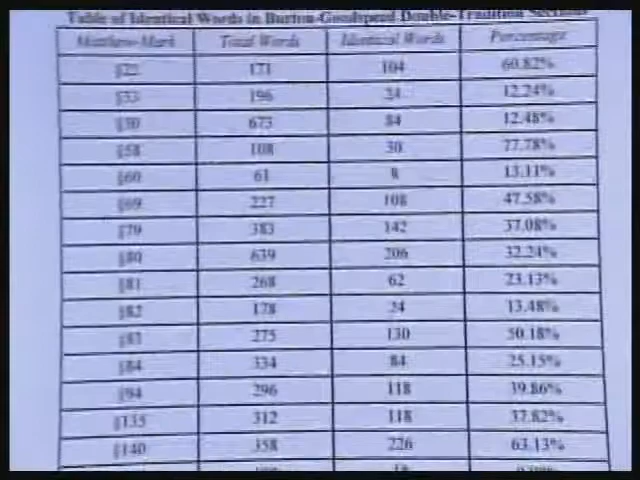 Table of Identical Words in Burton-Goodspeed Double-Tradition Sections
Matthew-Mark Total Words Identical Words Percentage
§22 171 104 60.82%
§33 196 24 12.24%
673 84 12.48%
§58 108 30 77.78%
§60 61 8 13.11%
§69 227 108 47.58%
§79 383 142 37.08%
§80 639 206 32.24%
§81 268 62 23.13%
§82 178 24 13.48%
§83 275 130 50.18%
§84 334 84 25.15%
§94 296 118 39.86%
§135 312 118 37.82%
§140 358 226 63.13%